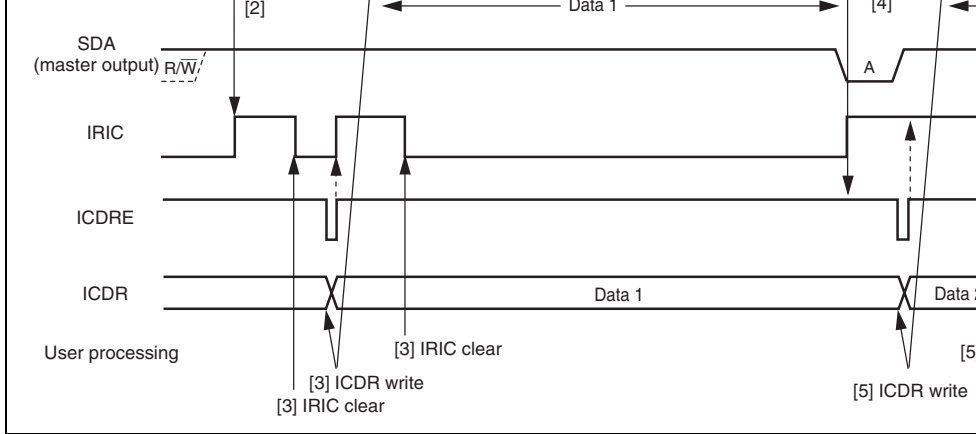 [2]
Data 1
[4]
SDA
(master output)
R/W̅
A
IRIC
ICDRE
ICDR
Data 1
Data 2
User processing
[3] IRIC clear
[5
[3] ICDR write
[5] ICDR write
[3] IRIC clear